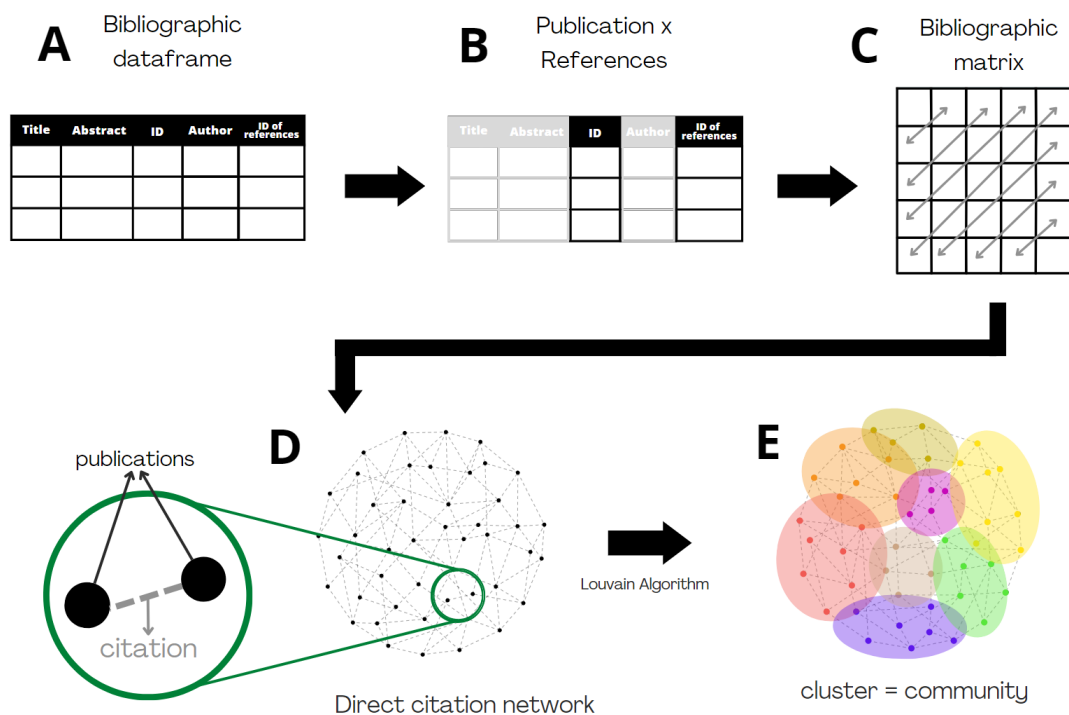 A
Bibliographic
dataframe
B
Publication x
References
C
Bibliographic
matrix
Title Abstract ID Author ID of
references
Title Abstract ID Author ID of
references
D
publications
citation
Direct citation network
Louvain Algorithm
E
cluster = community